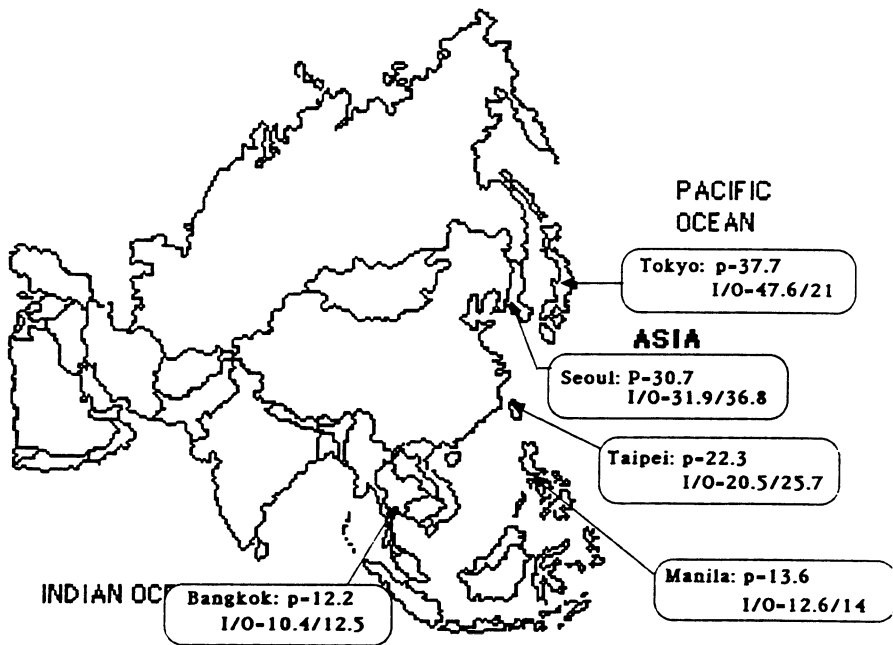 PACIFIC
OCEAN
Tokyo: p=37.7
I/O=47.6/21
ASIA
Seoul: P=30.7
I/O=31.9/36.8
Taipei: p=22.3
I/O=20.5/25.7
Manila: p=13.6
I/O=12.6/14
INDIAN OCE
Bangkok: p=12.2
I/O=10.4/12.5